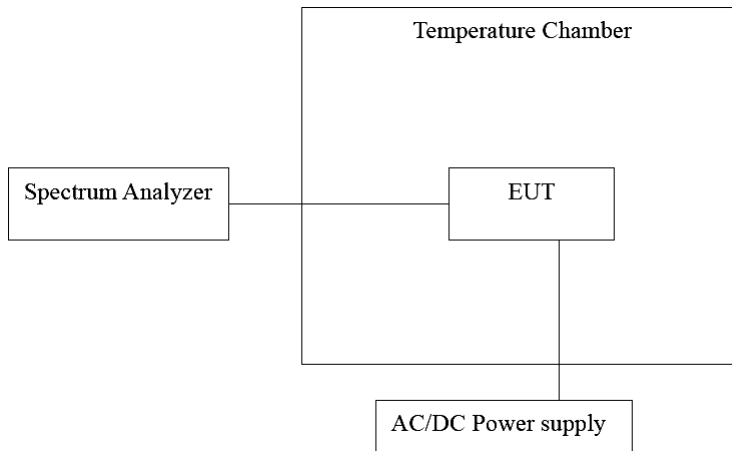 Temperature Chamber
Spectrum Analyzer
EUT
AC/DC Power supply